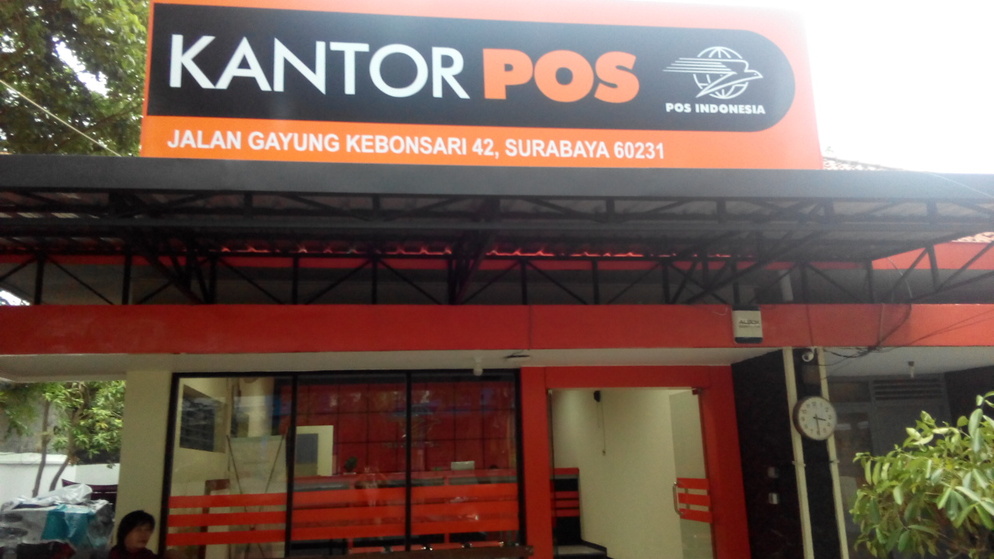 KANTOR POS
POS INDONESIA
JALAN GAYUNG KEBONSARI 42, SURABAYA 60231